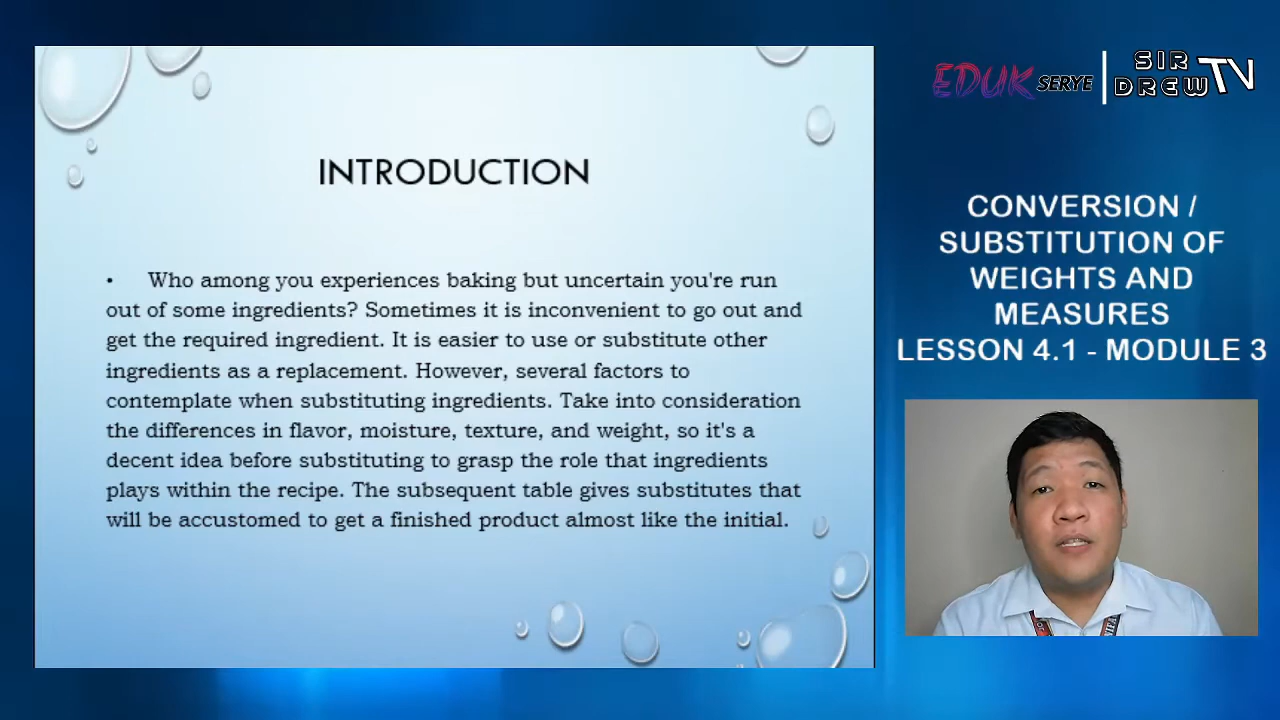 INTRODUCTION
• Who among you experiences baking but uncertain you're run
out of some ingredients? Sometimes it is inconvenient to go out and
get the required ingredient. It is easier to use or substitute other
ingredients as a replacement. However, several factors to
contemplate when substituting ingredients. Take into consideration
the differences in flavor, moisture, texture, and weight, so it's a
decent idea before substituting to grasp the role that ingredients
plays within the recipe. The subsequent table gives substitutes that
will be accustomed to get a finished product almost like the initial.
EDUK SERYE
SIR DREW TV
CONVERSION /
SUBSTITUTION OF
WEIGHTS AND
MEASURES
LESSON 4.1 - MODULE 3